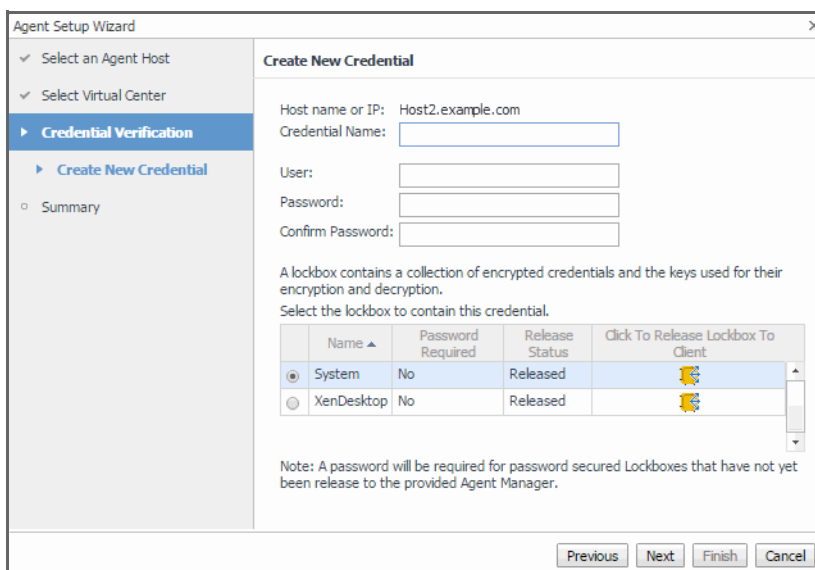 Agent Setup Wizard
Select an Agent Host
Select Virtual Center
Credential Verification
Create New Credential
Summary
Create New Credential
Host name or IP: Host2.example.com
Credential Name:
User:
Password:
Confirm Password:
A lockbox contains a collection of encrypted credentials and the keys used for their
encryption and decryption.
Select the lockbox to contain this credential.
Name Password Required Release Status Click To Release Lockbox To Client
System No Released
XenDesktop No Released
Note: A password will be required for password secured Lockboxes that have not yet
been release to the provided Agent Manager.
Previous Next Finish Cancel